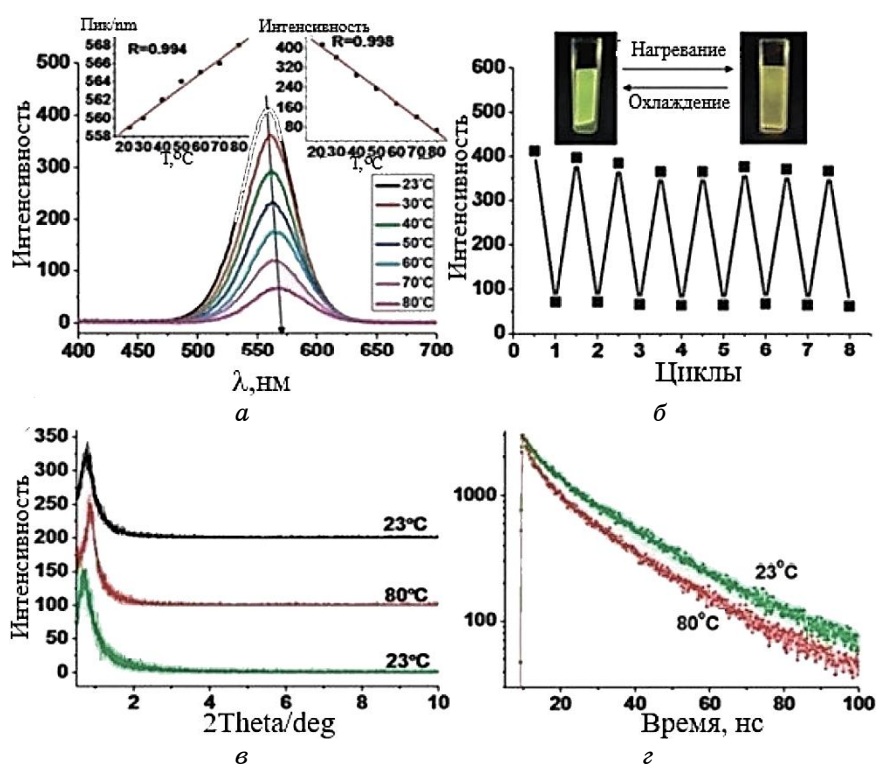 Пик/nm
568
566
564
562
560
558
R=0.994
20 30 40 50 60 70 80
T,ºC
Интенсивность
400
320
240
160
80
R=0.998
20 30 40 50 60 70 80
T,ºC
500
400
300
200
100
0
Интенсивность
23°C
30°C
40°C
50°C
60°C
70°C
80°C
400 450 500 550 600 650 700
λ,нм
а
Нагревание
Охлаждение
600
500
400
300
200
100
0
Интенсивность
0 1 2 3 4 5 6 7 8
Циклы
б
350
300
250
200
150
100
50
0
Интенсивность
23ºC
80ºC
23ºC
2 4 6 8 10
2Theta/deg
в
1000
100
23°C
80°C
20 40 60 80 100
Время, нс
г